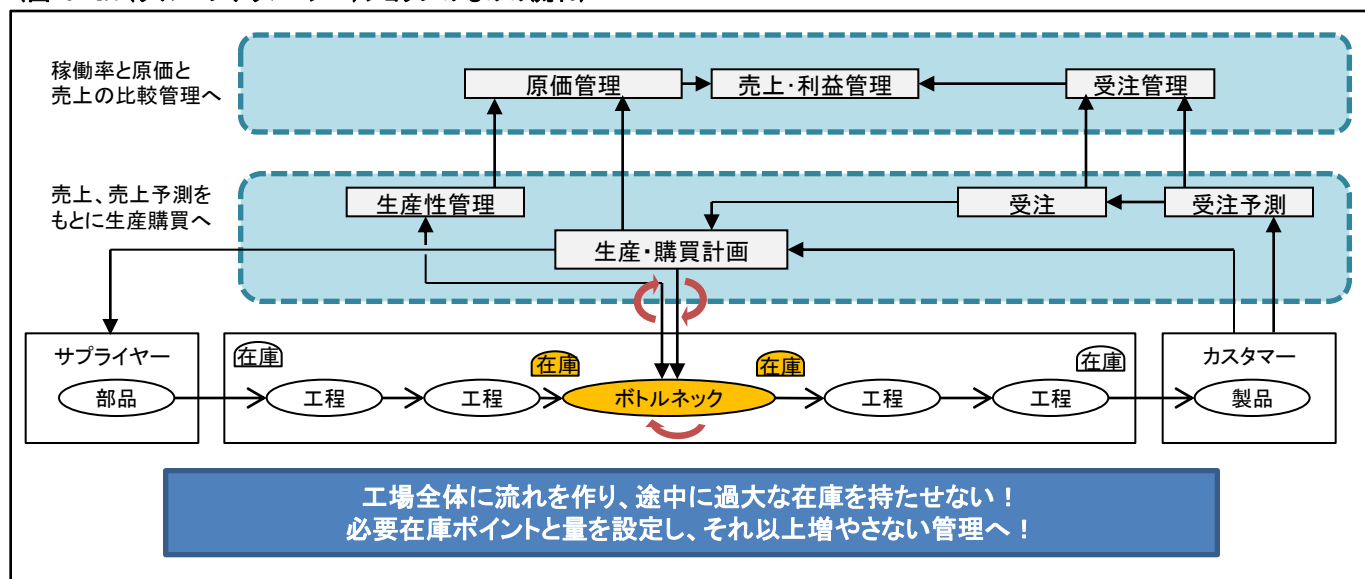 稼働率と原価と
売上の比較管理へ
原価管理
売上・利益管理
受注管理
売上、売上予測を
もとに生産購買へ
生産性管理
受注
受注予測
生産・購買計画
サプライヤー
部品
在庫
工程
工程
在庫
ボトルネック
在庫
工程
工程
在庫
カスタマー
製品
工場全体に流れを作り、途中に過大な在庫を持たせない！
必要在庫ポイントと量を設定し、それ以上増やさない管理へ！